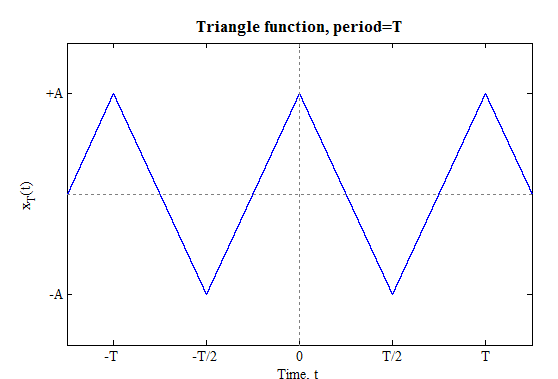 Triangle function, period=T
+A
-A
x_T(t)
-T -T/2 0 T/2 T
Time, t